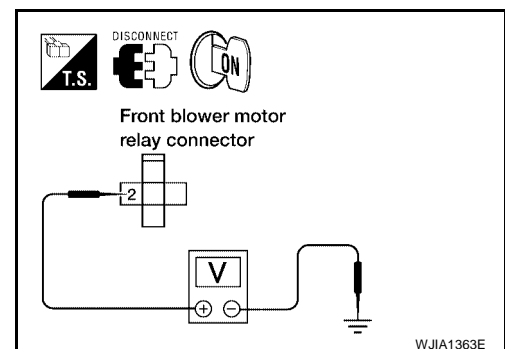 DISCONNECT
T.S.
ON
Front blower motor
relay connector
2
V
+ −
WJIA1363E